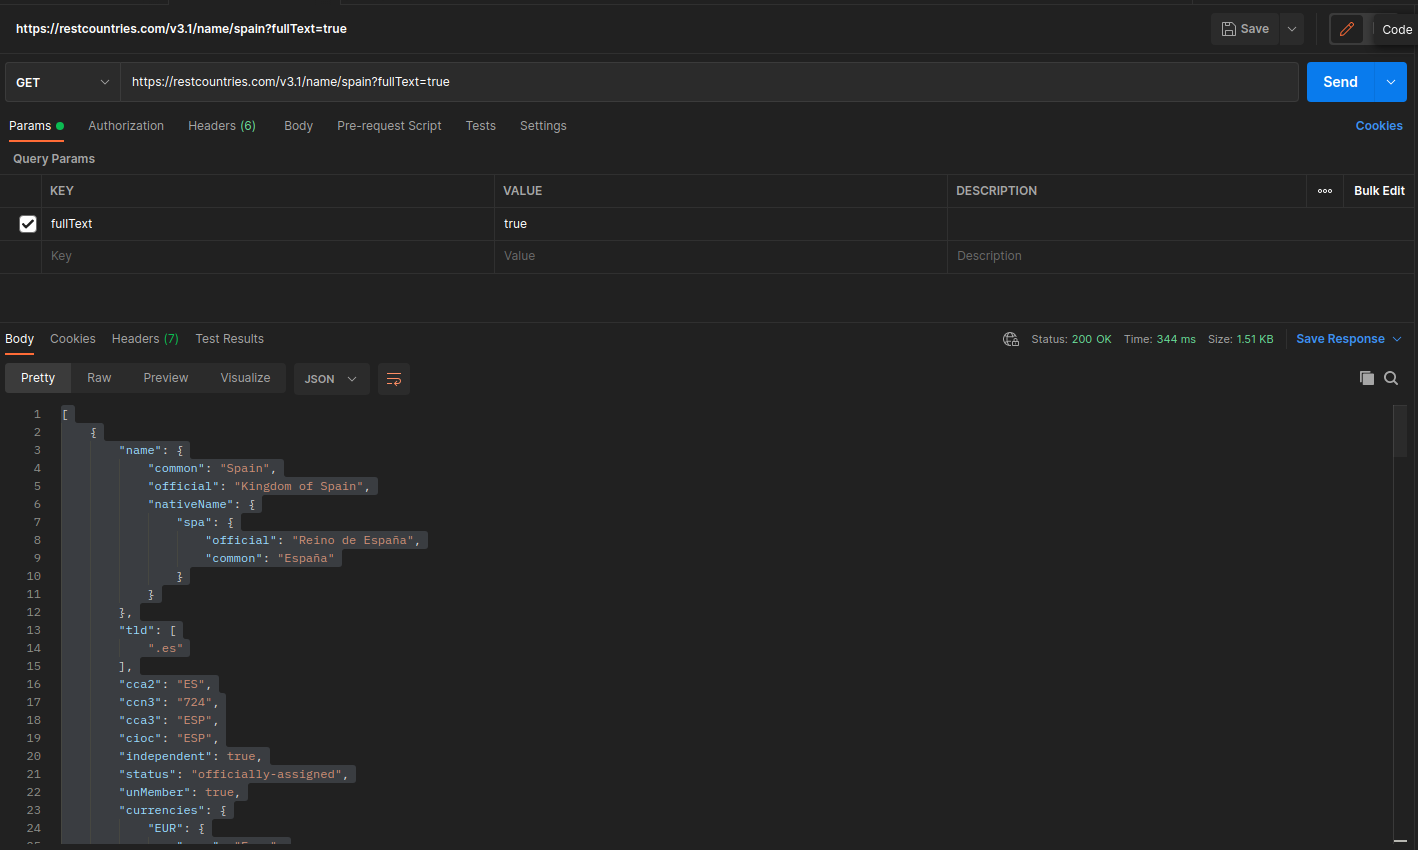 https://restcountries.com/v3.1/name/spain?fullText=true Save Code
GET https://restcountries.com/v3.1/name/spain?fullText=true Send
Params Authorization Headers (6) Body Pre-request Script Tests Settings Cookies
Query Params
KEY VALUE DESCRIPTION Bulk Edit
fullText true
Key Value Description
Body Cookies Headers (7) Test Results Status: 200 OK Time: 344 ms Size: 1.51 KB Save Response
Pretty Raw Preview Visualize JSON
1 [
2 {
3 "name": {
4 "common": "Spain",
5 "official": "Kingdom of Spain",
6 "nativeName": {
7 "spa": {
8 "official": "Reino de España",
9 "common": "España"
10 }
11 }
12 },
13 "tld": [
14 ".es"
15 ],
16 "cca2": "ES",
17 "ccn3": "724",
18 "cca3": "ESP",
19 "cioc": "ESP",
20 "independent": true,
21 "status": "officially-assigned",
22 "unMember": true,
23 "currencies": {
24 "EUR": {